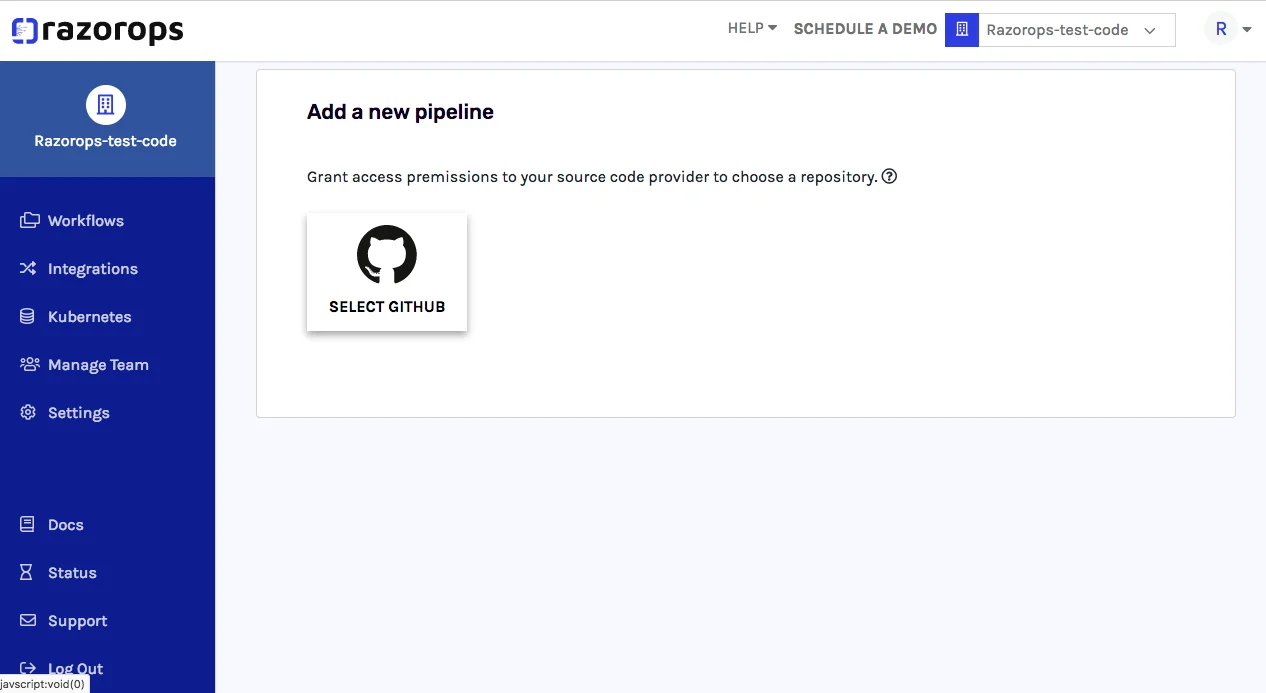 razorops
HELP
SCHEDULE A DEMO
Razorops-test-code
R
Razorops-test-code
Workflows
Integrations
Kubernetes
Manage Team
Settings
Docs
Status
Support
Log Out
javscript:void(0)
Add a new pipeline
Grant access premissions to your source code provider to choose a repository.
SELECT GITHUB